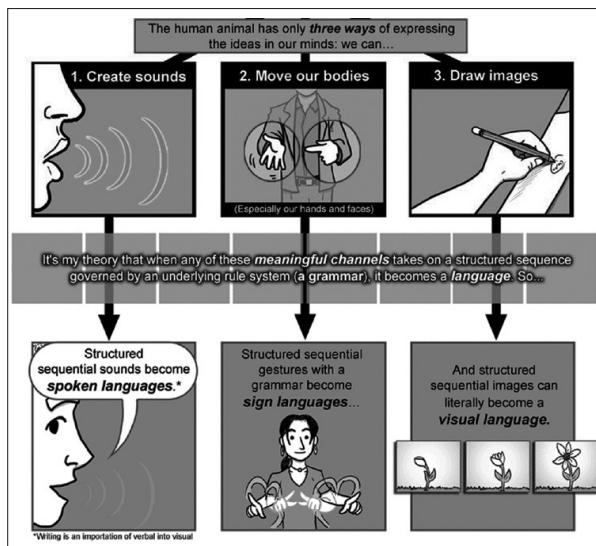 The human animal has only three ways of expressing
the ideas in our minds: we can...
1. Create sounds
2. Move our bodies
(Especially our hands and faces)
3. Draw images
It's my theory that when any of these meaningful channels takes on a structured sequence
governed by an underlying rule system (a grammar), it becomes a language. So...
Structured
sequential sounds become
spoken languages.*
*Writing is an importation of verbal into visual
Structured sequential
gestures with a
grammar become
sign languages...
And structured
sequential images can
literally become a
visual language.